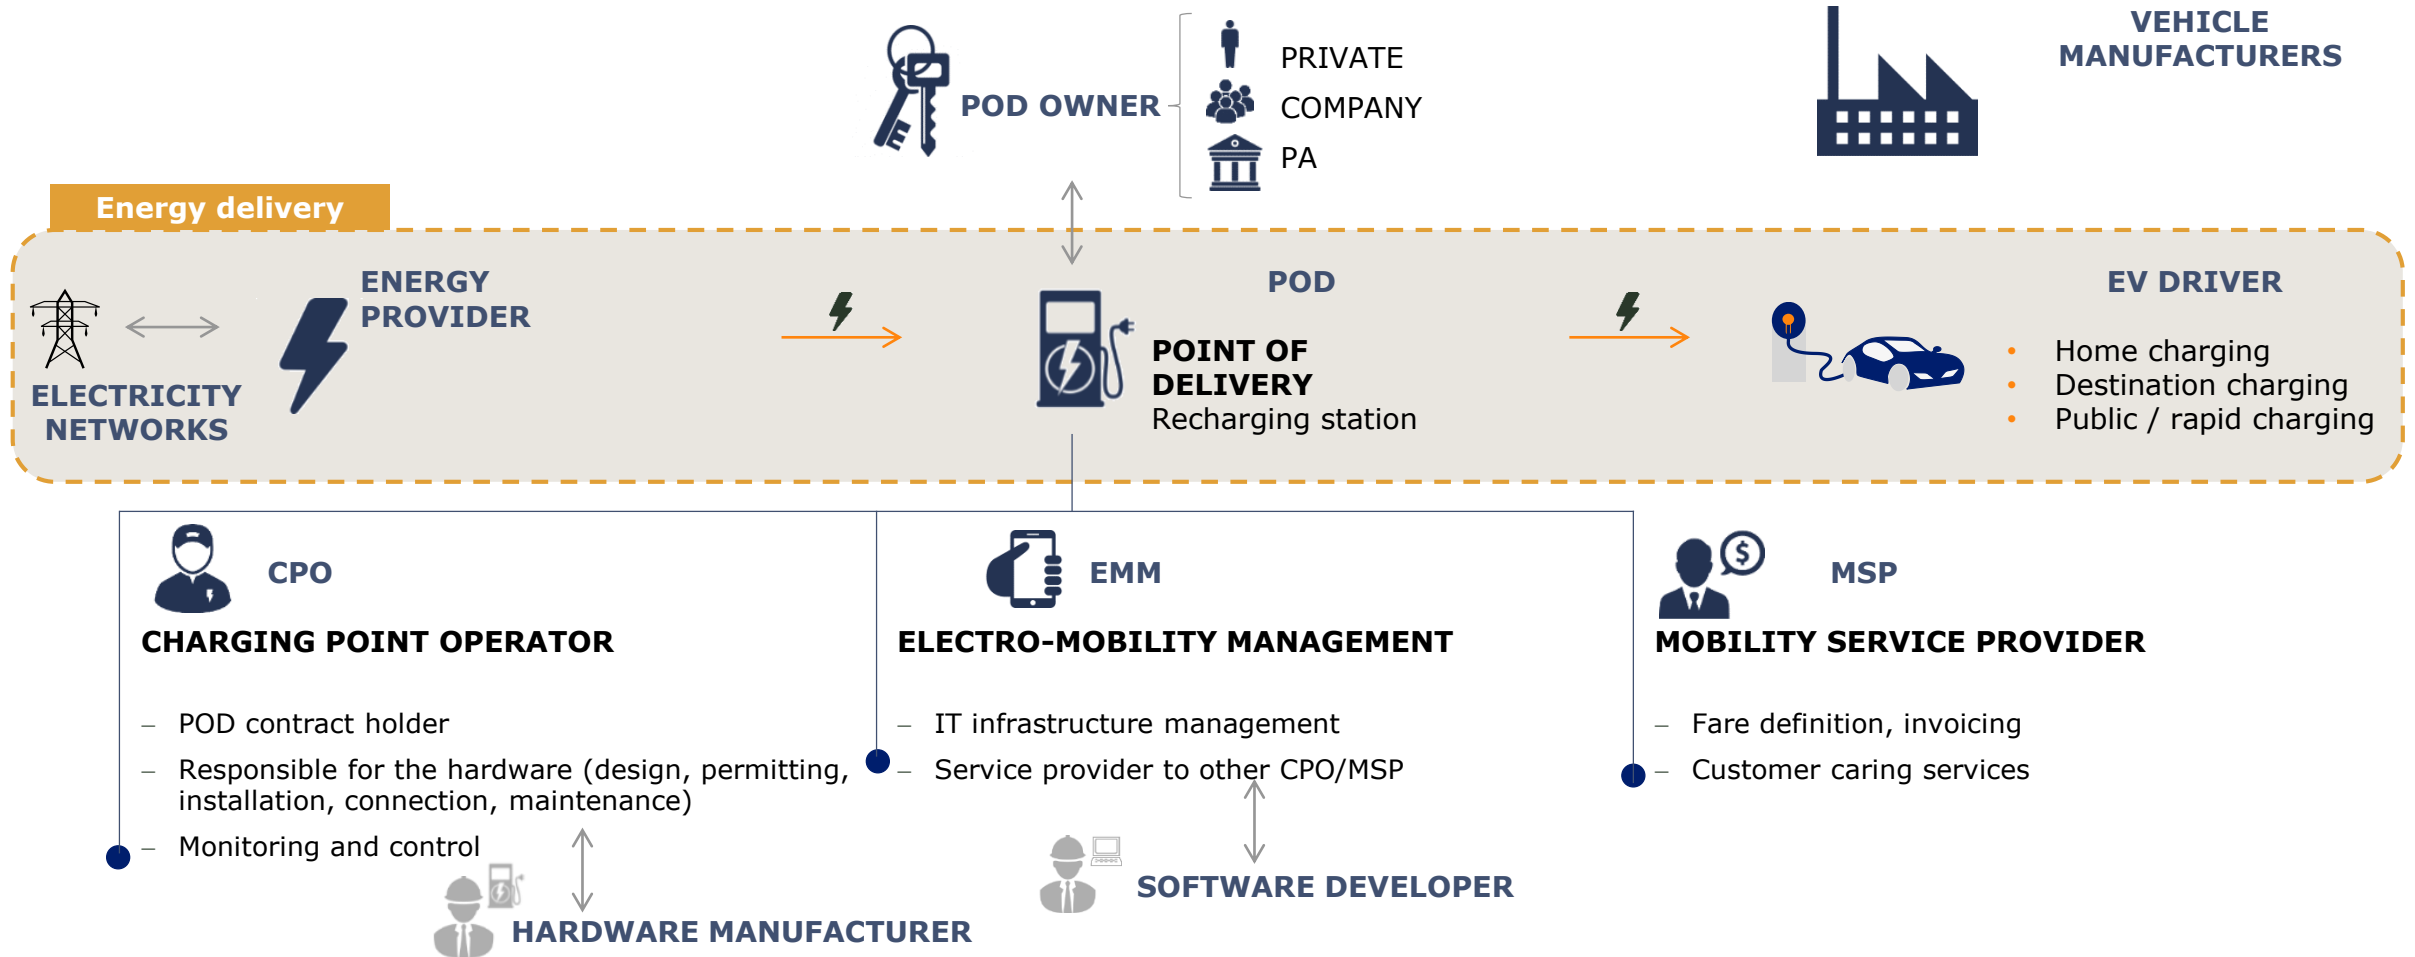 VEHICLE
MANUFACTURERS
POD OWNER
PRIVATE
COMPANY
PA
Energy delivery
ELECTRICITY
NETWORKS
ENERGY
PROVIDER
POD
POINT OF
DELIVERY
Recharging station
EV DRIVER
• Home charging
• Destination charging
• Public / rapid charging
CPO
CHARGING POINT OPERATOR
– POD contract holder
– Responsible for the hardware (design, permitting,
installation, connection, maintenance)
– Monitoring and control
HARDWARE MANUFACTURER
EMM
ELECTRO-MOBILITY MANAGEMENT
– IT infrastructure management
– Service provider to other CPO/MSP
SOFTWARE DEVELOPER
$
MSP
MOBILITY SERVICE PROVIDER
– Fare definition, invoicing
– Customer caring services